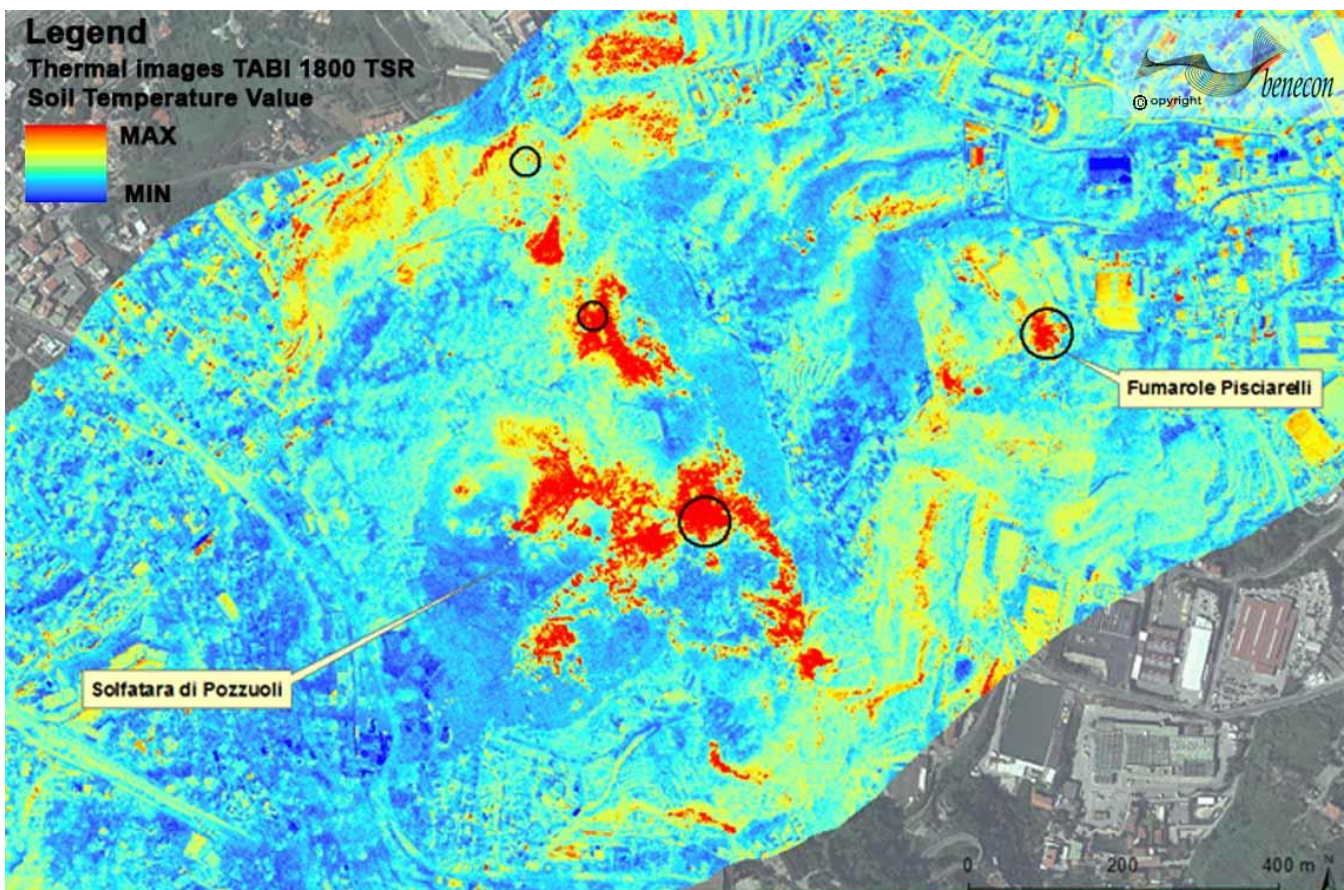 Legend
Thermal images TABI 1800 TSR
Soil Temperature Value
MAX
MIN
benecon
© opyright
Fumarole Pisciarelli
Solfatara di Pozzuoli
0 200 400 m
N